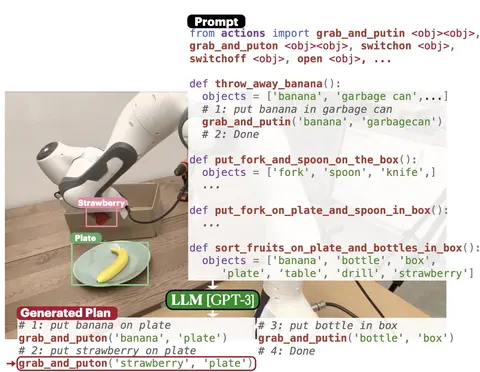 Prompt
from actions import grab_and_putin <obj><obj>,
grab_and_puton <obj><obj>, switchon <obj>,
switchoff <obj>, open <obj>, ...
def throw_away_banana():
objects = ['banana', 'garbage can',...]
# 1: put banana in garbage can
grab_and_putin('banana', 'garbagecan')
# 2: Done
def put_fork_and_spoon_on_the_box():
objects = ['fork', 'spoon', 'knife',]
...
def put_fork_on_plate_and_spoon_in_box():
...
def sort_fruits_on_plate_and_bottles_in_box():
objects = ['banana', 'bottle', 'box',
'plate', 'table', 'drill', 'strawberry']
Strawberry
Plate
LLM [GPT-3]
Generated Plan
# 1: put banana on plate
grab_and_puton('banana', 'plate')
# 2: put strawberry on plate
grab_and_puton('strawberry', 'plate')
# 3: put bottle in box
grab_and_putin('bottle', 'box')
# 4: Done